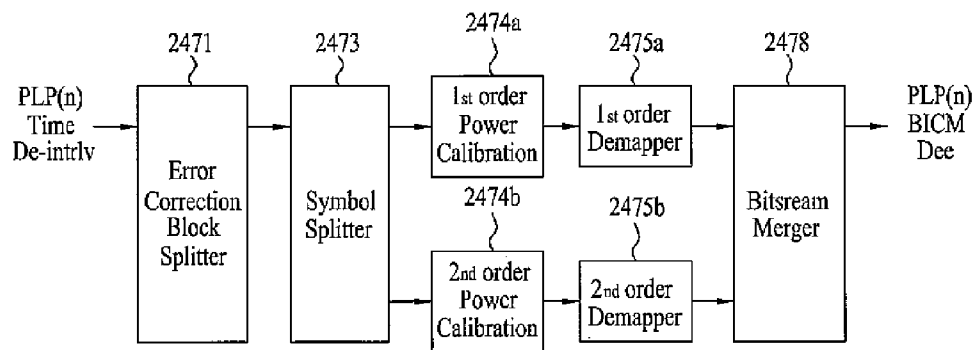 2471
2473
2474a
2475a
2478
PLP(n)
Time
De-intrlv
Error
Correction
Block
Splitter
Symbol
Splitter
1st order
Power
Calibration
1st order
Demapper
2474b
2nd order
Power
Calibration
2475b
2nd order
Demapper
Bitsream
Merger
PLP(n)
BICM
Dee